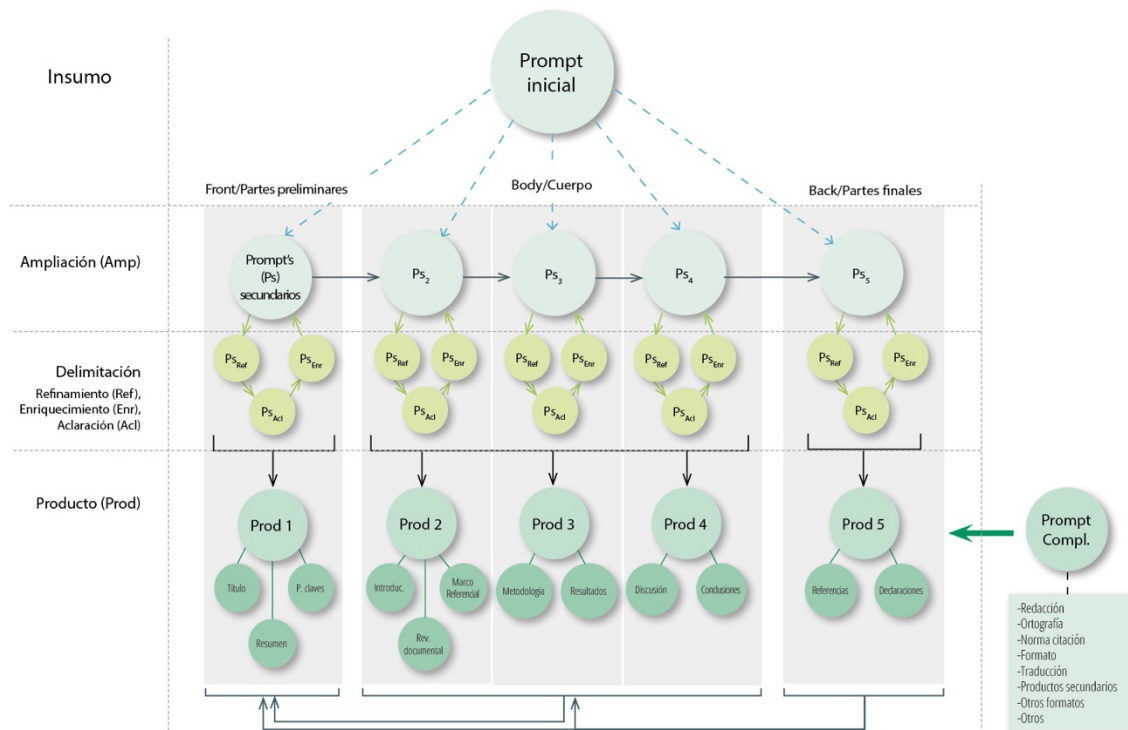 Prompt
inicial
Insumo
Front/Partes preliminares
Body/Cuerpo
Back/Partes finales
Ampliación (Amp)
Prompt's
(Ps)
secundarios
Ps2
Ps3
Ps4
Ps5
Delimitación
Refinamiento (Ref),
Enriquecimiento (Enr),
Aclaración (Acl)
PsRef
PsEnr
PsAcl
PsRef
PsEnr
PsAcl
PsRef
PsEnr
PsAcl
PsRef
PsEnr
PsAcl
PsRef
PsEnr
PsAcl
Producto (Prod)
Prod 1
Prod 2
Prod 3
Prod 4
Prod 5
Prompt
Compl.
Título
Resumen
P. claves
Introduc.
Rev.
documental
Marco
Referencial
Metodología
Resultados
Discusión
Conclusiones
Referencias
Declaraciones
-Redacción
-Ortografía
-Norma citación
-Formato
-Traducción
-Productos secundarios
-Otros formatos
-Otros